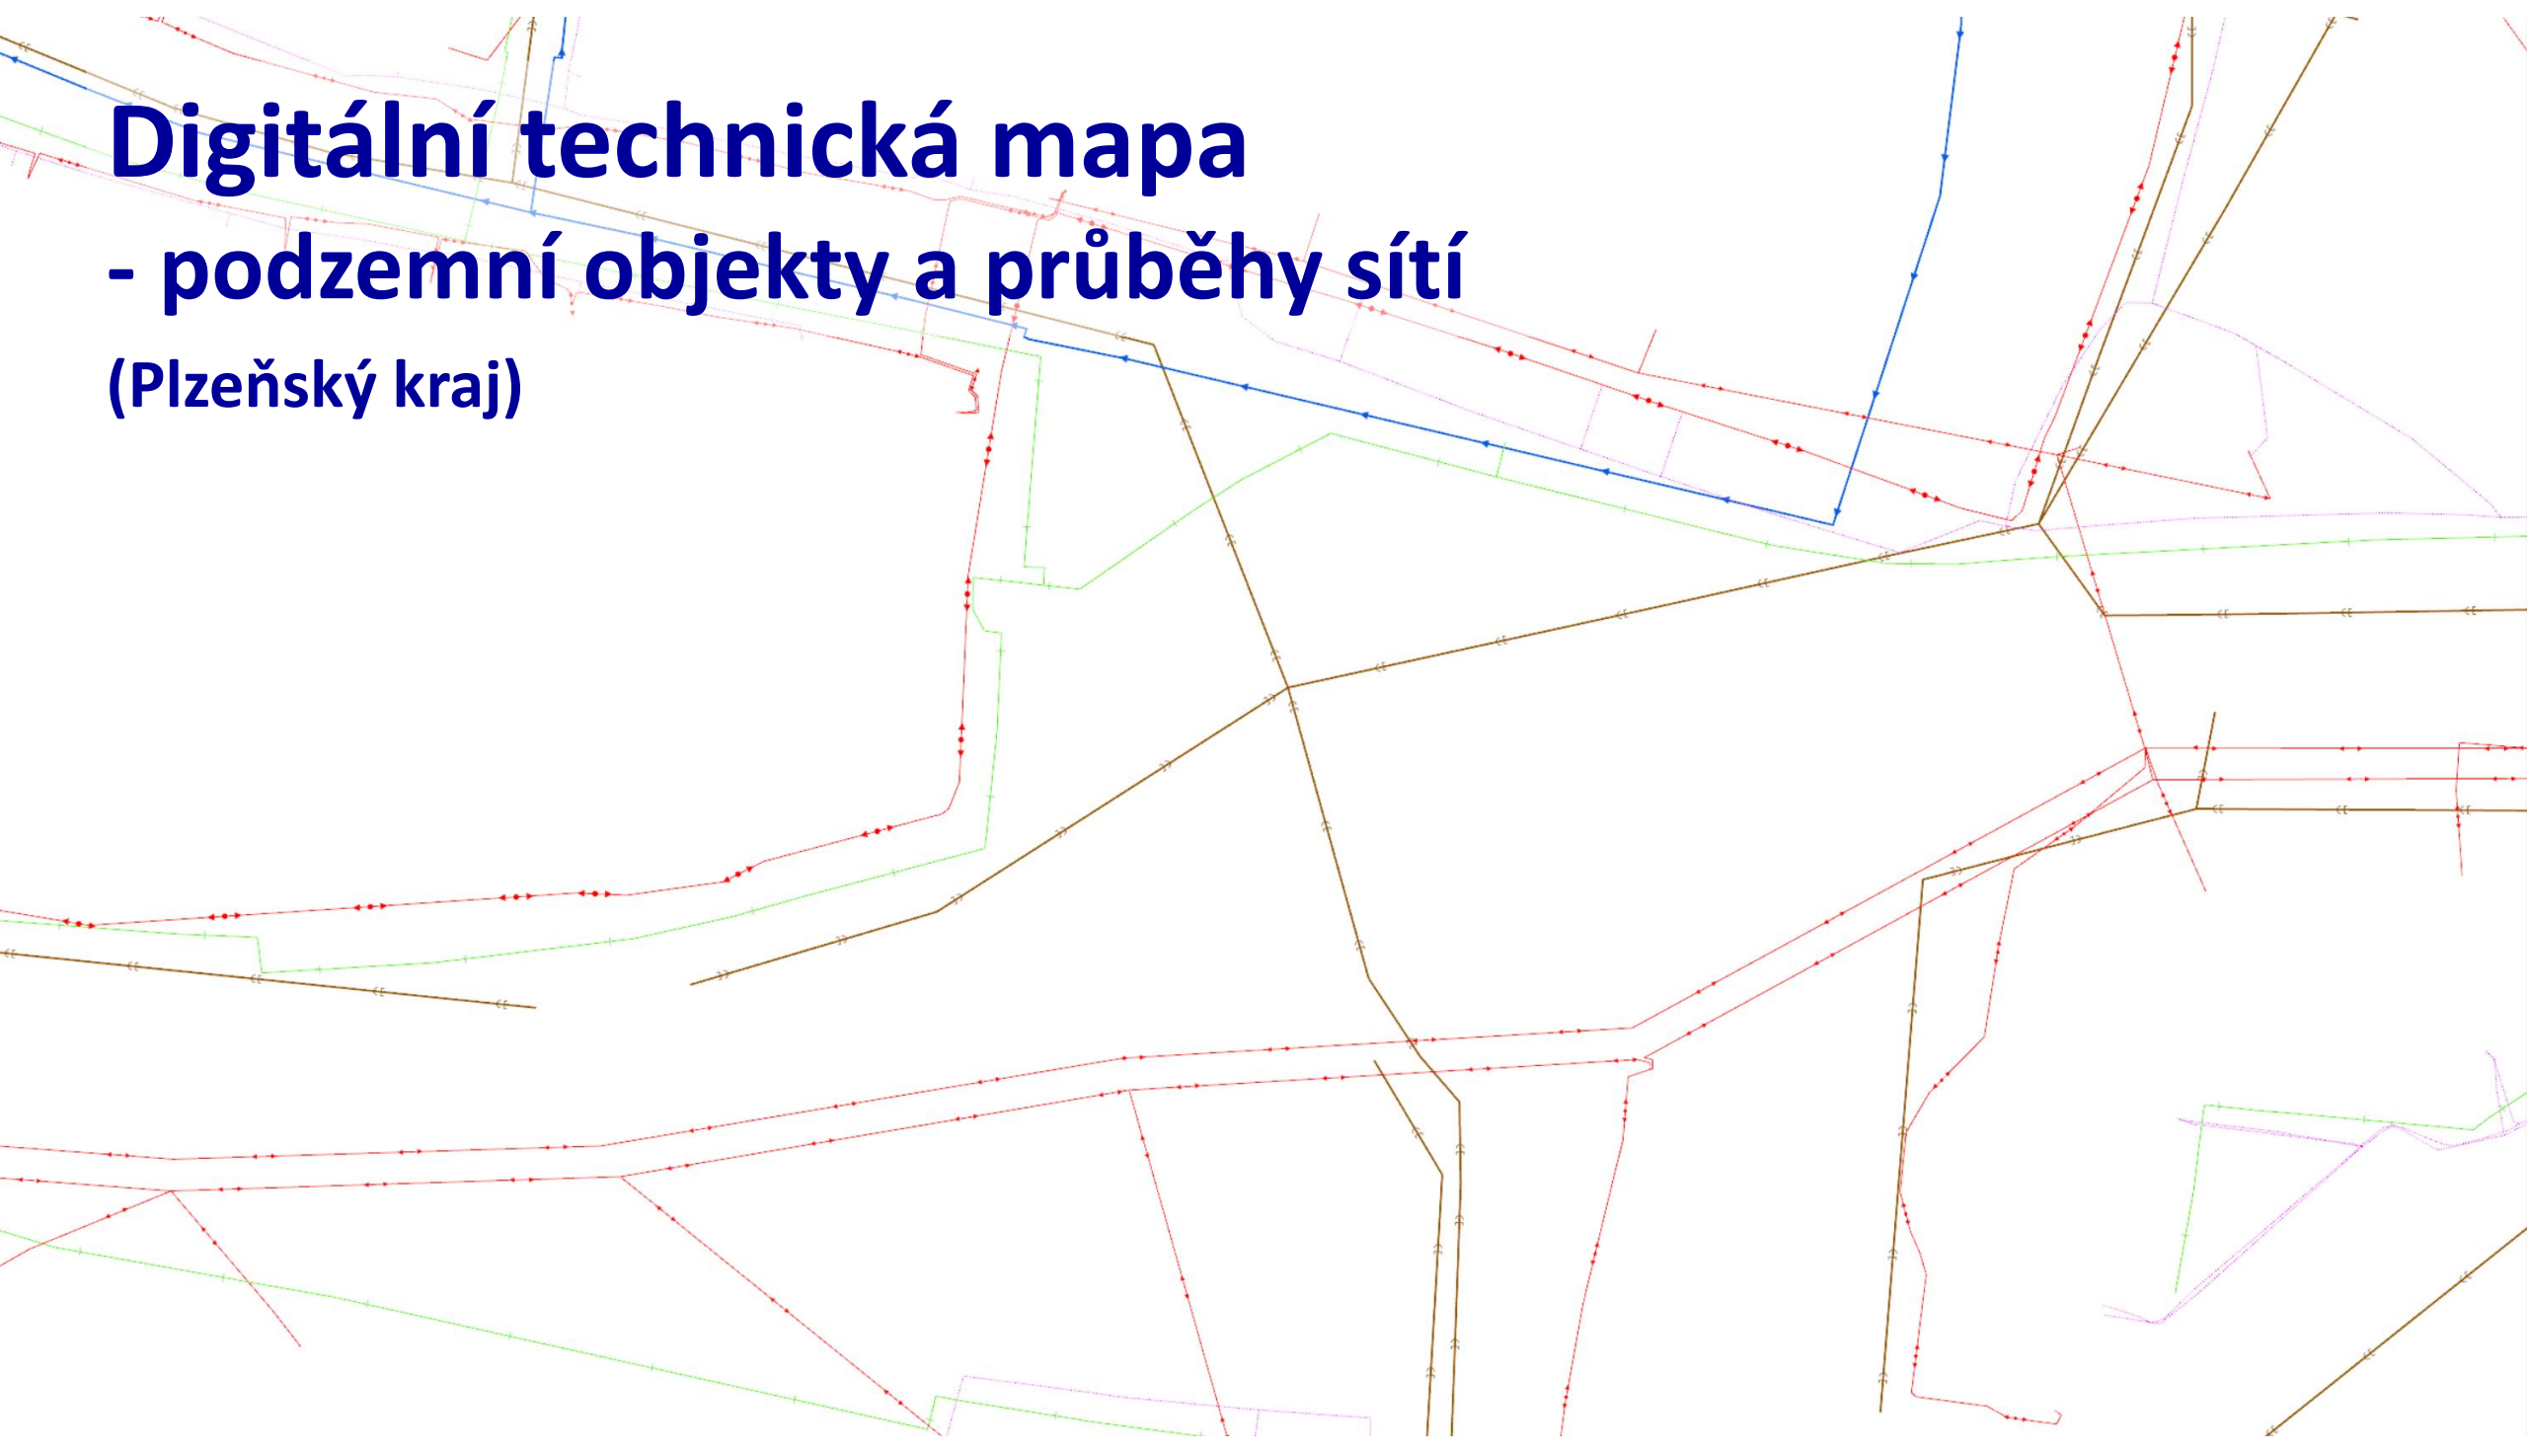 Digitální technická mapa
- podzemní objekty a průběhy sítí
(Plzeňský kraj)